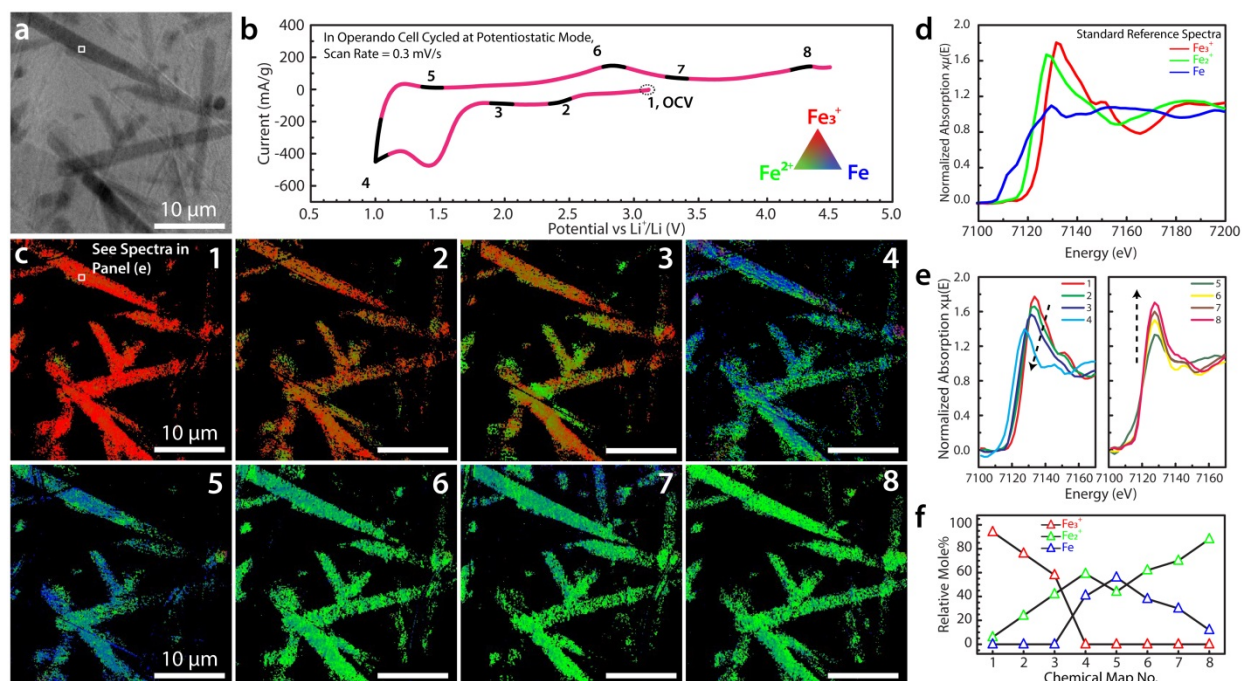 a
10 µm
b
In Operando Cell Cycled at Potentiostatic Mode,
Scan Rate = 0.3 mV/s
Current (mA/g)
400
200
0
-200
-400
-600
1, OCV
2
3
4
5
6
7
8
Fe₃⁺
Fe²⁺
Fe
0.5
1.0
1.5
2.0
2.5
3.0
3.5
4.0
4.5
5.0
Potential vs Li⁺/Li (V)
c
See Spectra in
Panel (e)
1
10 µm
2
3
4
5
10 µm
6
7
8
d
Standard Reference Spectra
Fe₃⁺
Fe₂⁺
Fe
Normalized Absorption xµ(E)
2.0
1.6
1.2
0.8
0.4
0.0
7100
7120
7140
7160
7180
7200
Energy (eV)
e
Normalized Absorption xµ(E)
2.0
1.6
1.2
0.8
0.4
0.0
1
2
3
4
5
6
7
8
7100
7120
7140
7160
7100
7120
7140
7160
Energy (eV)
f
Relative Mole%
100
80
60
40
20
0
Fe₃⁺
Fe₂⁺
Fe
1
2
3
4
5
6
7
8
Chemical Map No.